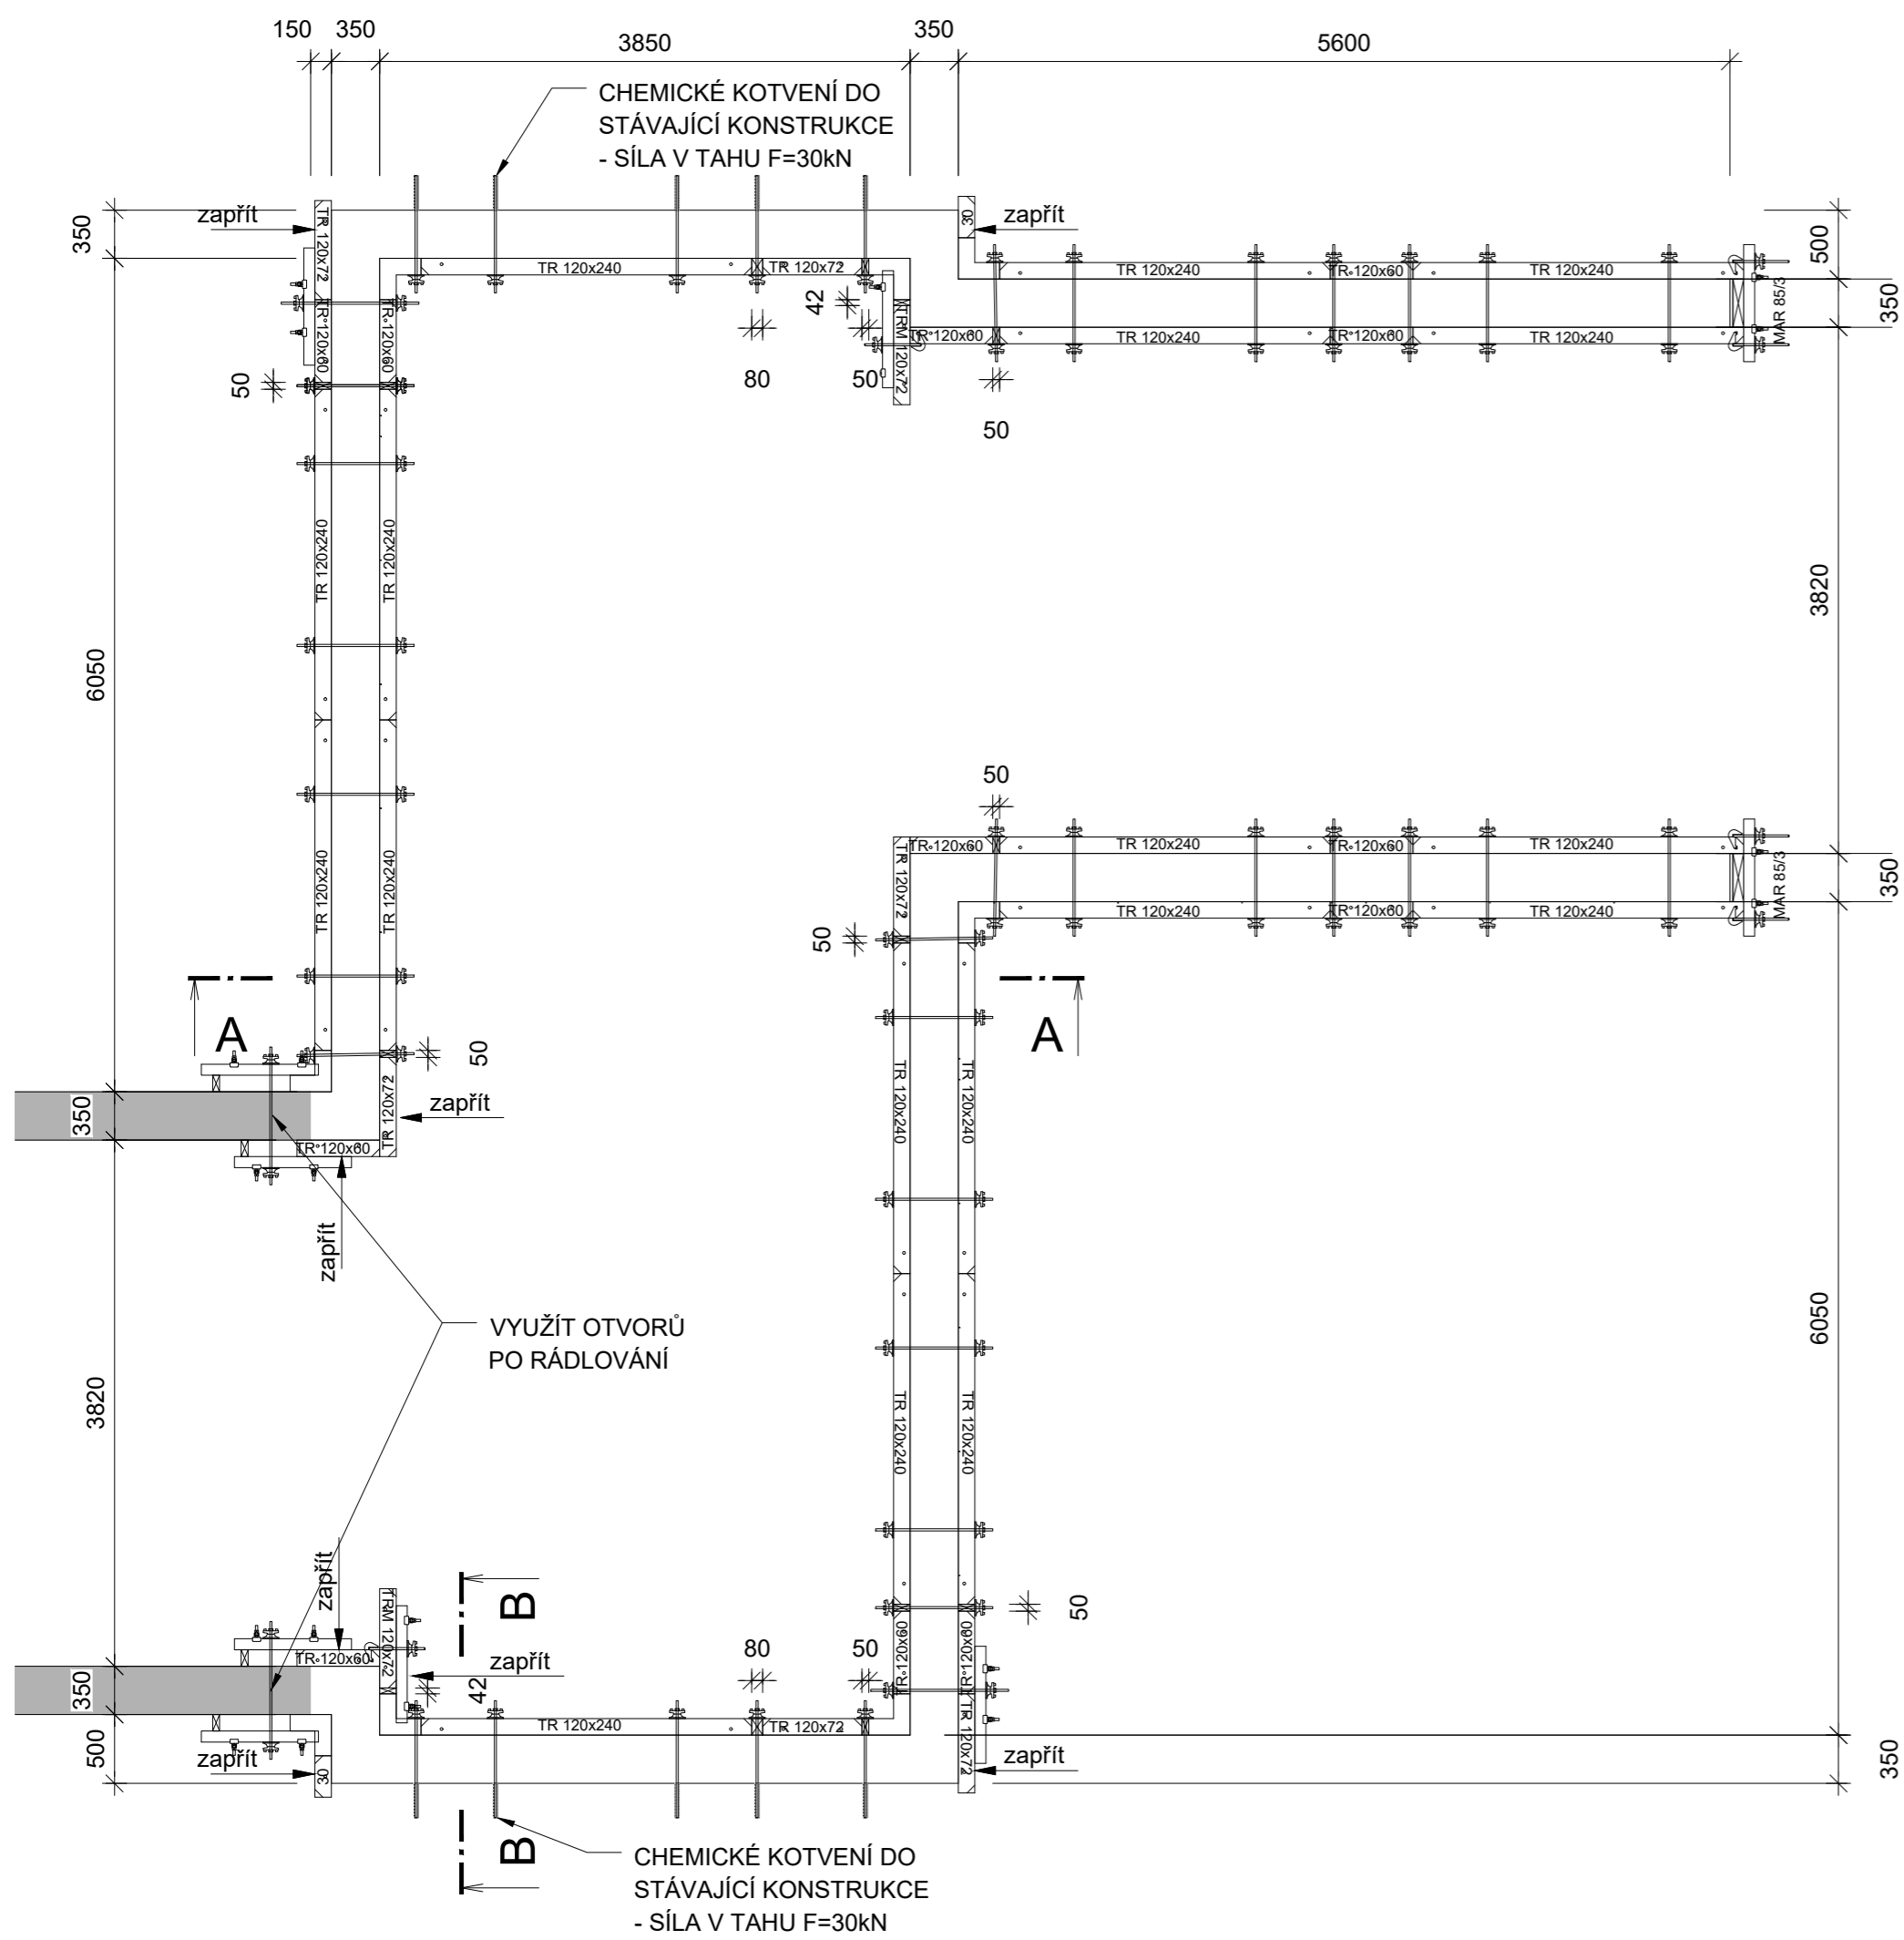 150
350
3850
350
5600
CHEMICKÉ KOTVENÍ DO
STÁVAJÍCÍ KONSTRUKCE
- SÍLA V TAHU F=30kN
zapřít
TR 120x72
30
zapřít
350
500
TR 120x240
TR 120x72
TR 120x240
TR 120x60
TR 120x240
MAR 85/3
350
42
TR 120x60
TR 120x60
TRM 120x72
TR 120x60
TR 120x240
TR 120x60
TR 120x240
50
80
50
50
TR 120x240
TR 120x240
3820
6050
50
TR 120x72
TR 120x60
TR 120x240
TR 120x60
TR 120x240
MAR 85/3
350
TR 120x240
TR 120x240
TR 120x240
TR 120x60
TR 120x240
50
A
A
50
TR 120x72
zapřít
350
TR 120x60
TR 120x240
TR 120x240
zapřít
VYUŽÍT OTVORŮ
PO RÁDLOVÁNÍ
6050
3820
TR 120x240
TR 120x240
zapřít
TRM 120x72
B
50
TR 120x60
TR 120x60
TR 120x60
80
50
zapřít
350
42
TR 120x240
TR 120x72
TR 120x72
500
zapřít
30
zapřít
350
B
CHEMICKÉ KOTVENÍ DO
STÁVAJÍCÍ KONSTRUKCE
- SÍLA V TAHU F=30kN